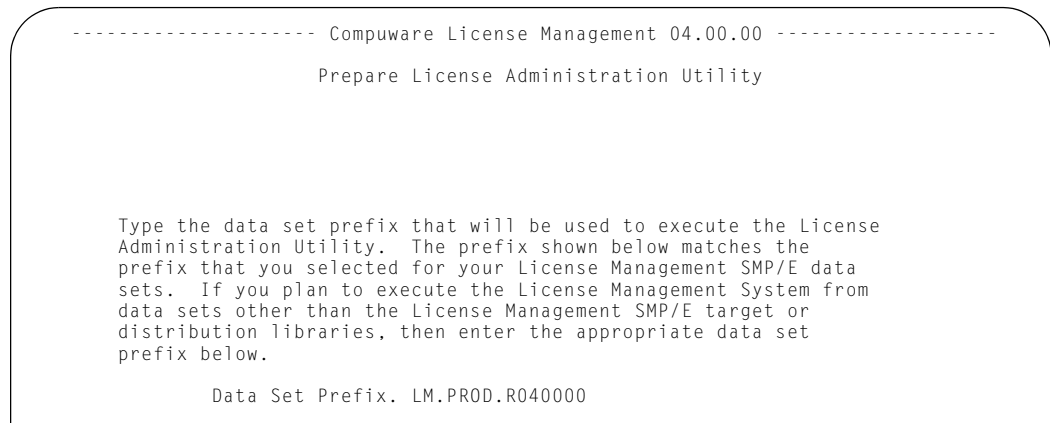 --------------------- Compuware License Management 04.00.00 -------------------
Prepare License Administration Utility
Type the data set prefix that will be used to execute the License
Administration Utility.  The prefix shown below matches the
prefix that you selected for your License Management SMP/E data
sets.  If you plan to execute the License Management System from
data sets other than the License Management SMP/E target or
distribution libraries, then enter the appropriate data set
prefix below.
Data Set Prefix. LM.PROD.R040000